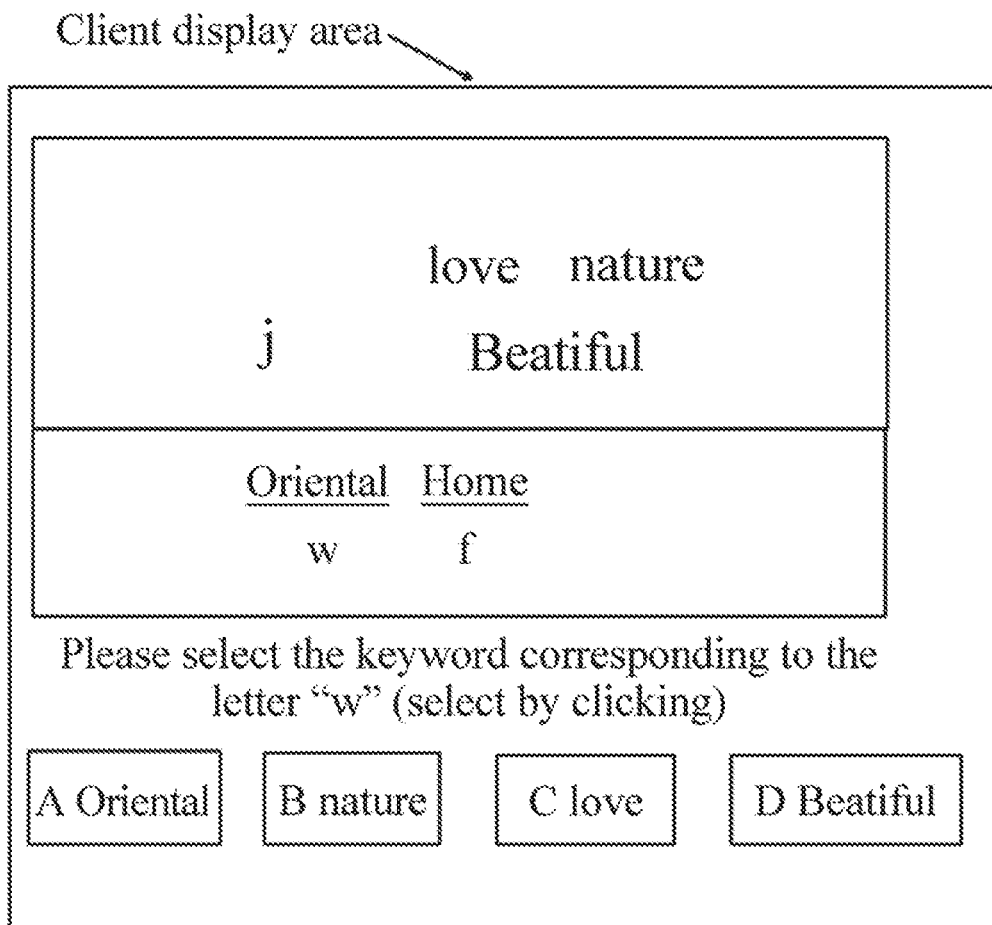 Client display area
love nature
j Beatiful
Oriental Home
w f
Please select the keyword corresponding to the
letter “w” (select by clicking)
A Oriental B nature C love D Beatiful